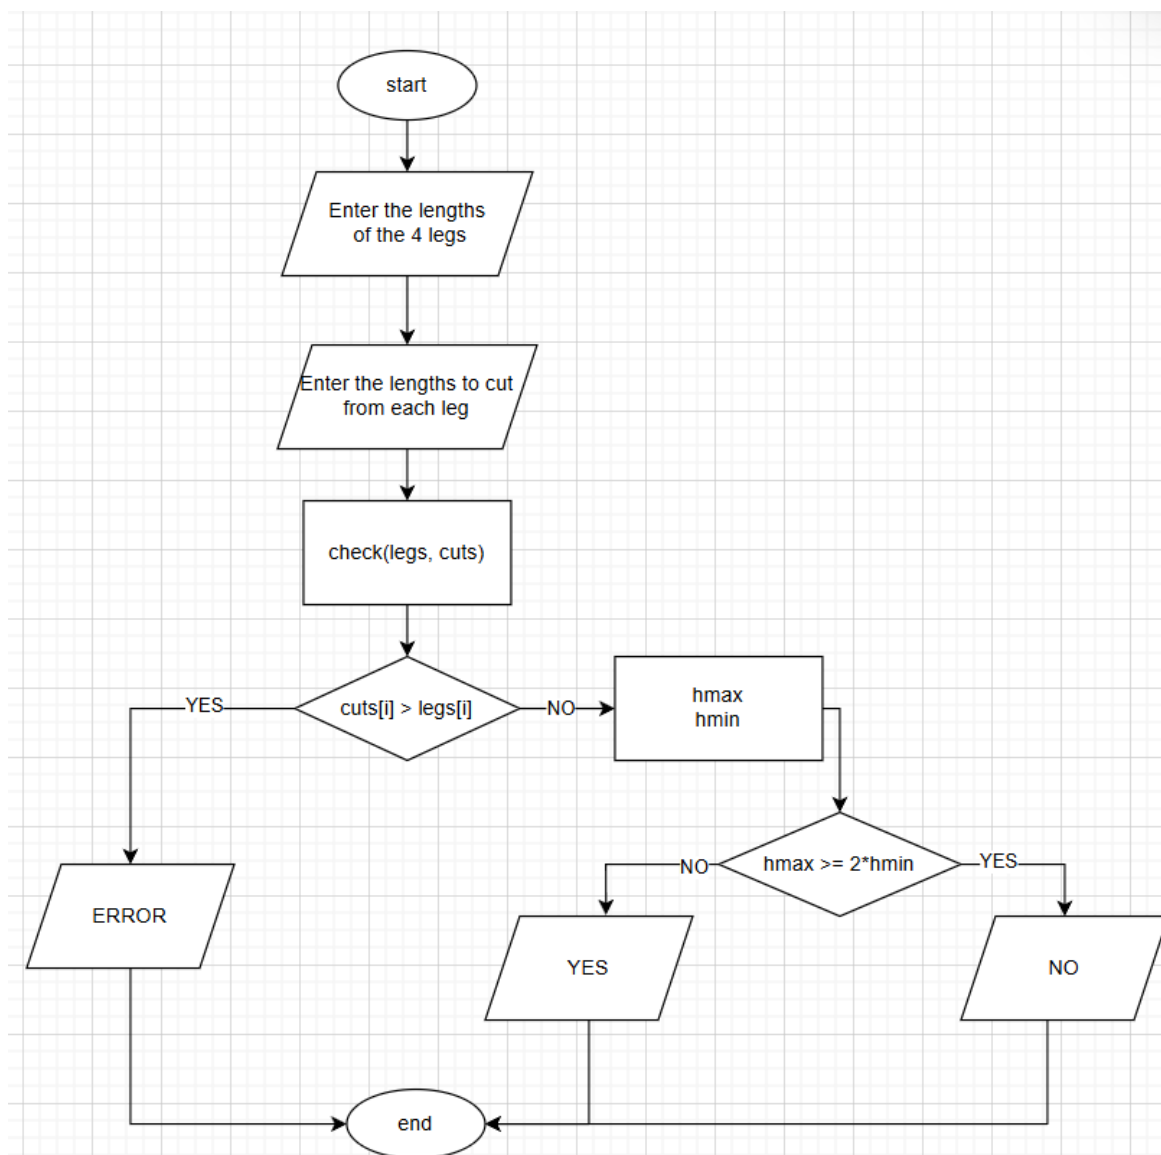 start
Enter the lengths
of the 4 legs
Enter the lengths to cut
from each leg
check(legs, cuts)
YES
cuts[i] > legs[i]
NO
hmax
hmin
NO
hmax >= 2*hmin
YES
ERROR
YES
NO
end